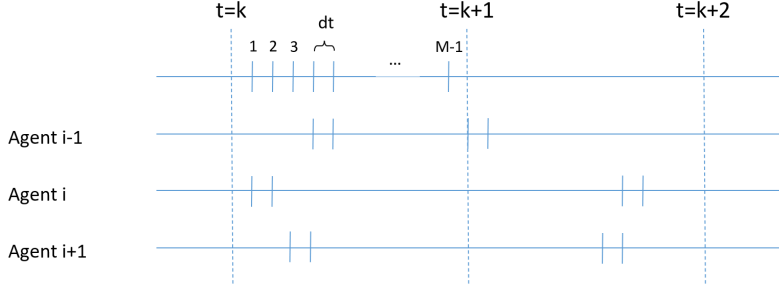 t=k t=k+1 t=k+2
dt
1 2 3 ... M-1
Agent i-1
Agent i
Agent i+1